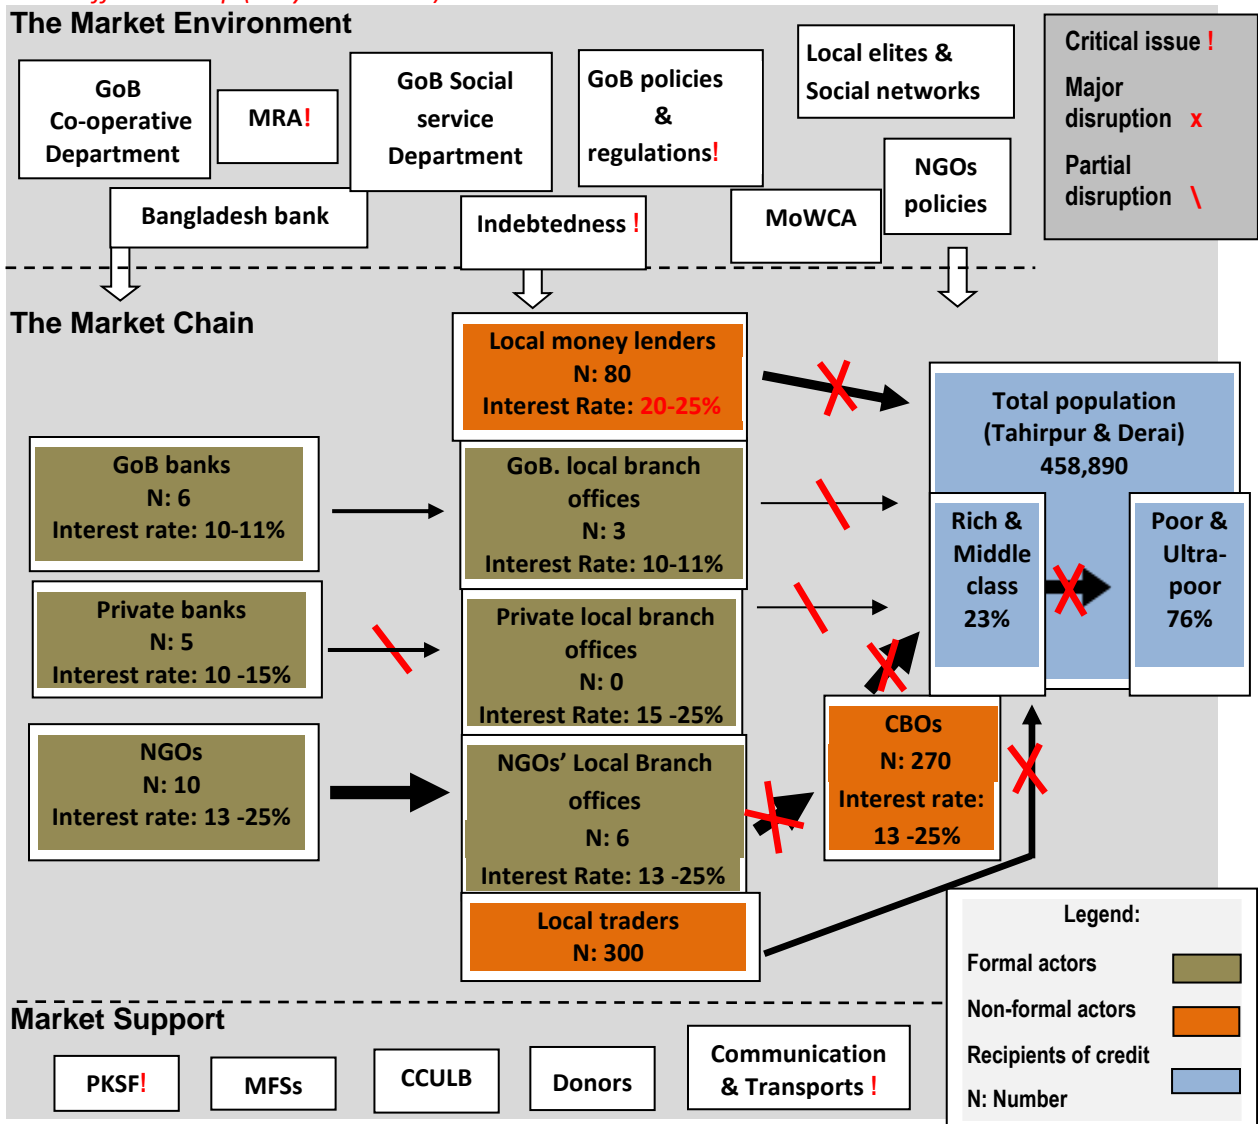 The Market Environment
GoB
Co-operative
Department
MRA!
GoB Social
service
Department
GoB policies
&
regulations!
Local elites &
Social networks
Bangladesh bank
Indebtedness !
MoWCA
NGOs
policies
Critical issue !
Major
disruption x
Partial
disruption \
The Market Chain
Local money lenders
N: 80
Interest Rate: 20-25%
GoB banks
N: 6
Interest rate: 10-11%
GoB. local branch
offices
N: 3
Interest Rate: 10-11%
Private banks
N: 5
Interest rate: 10 -15%
Private local branch
offices
N: 0
Interest Rate: 15 -25%
NGOs
N: 10
Interest rate: 13 -25%
NGOs’ Local Branch
offices
N: 6
Interest Rate: 13 -25%
Local traders
N: 300
CBOs
N: 270
Interest rate:
13 -25%
Total population
(Tahirpur & Derai)
458,890
Rich &
Middle
class
23%
Poor &
Ultra-
poor
76%
Market Support
PKSF!
MFSs
CCULB
Donors
Communication
& Transports !
Legend:
Formal actors
Non-formal actors
Recipients of credit
N: Number